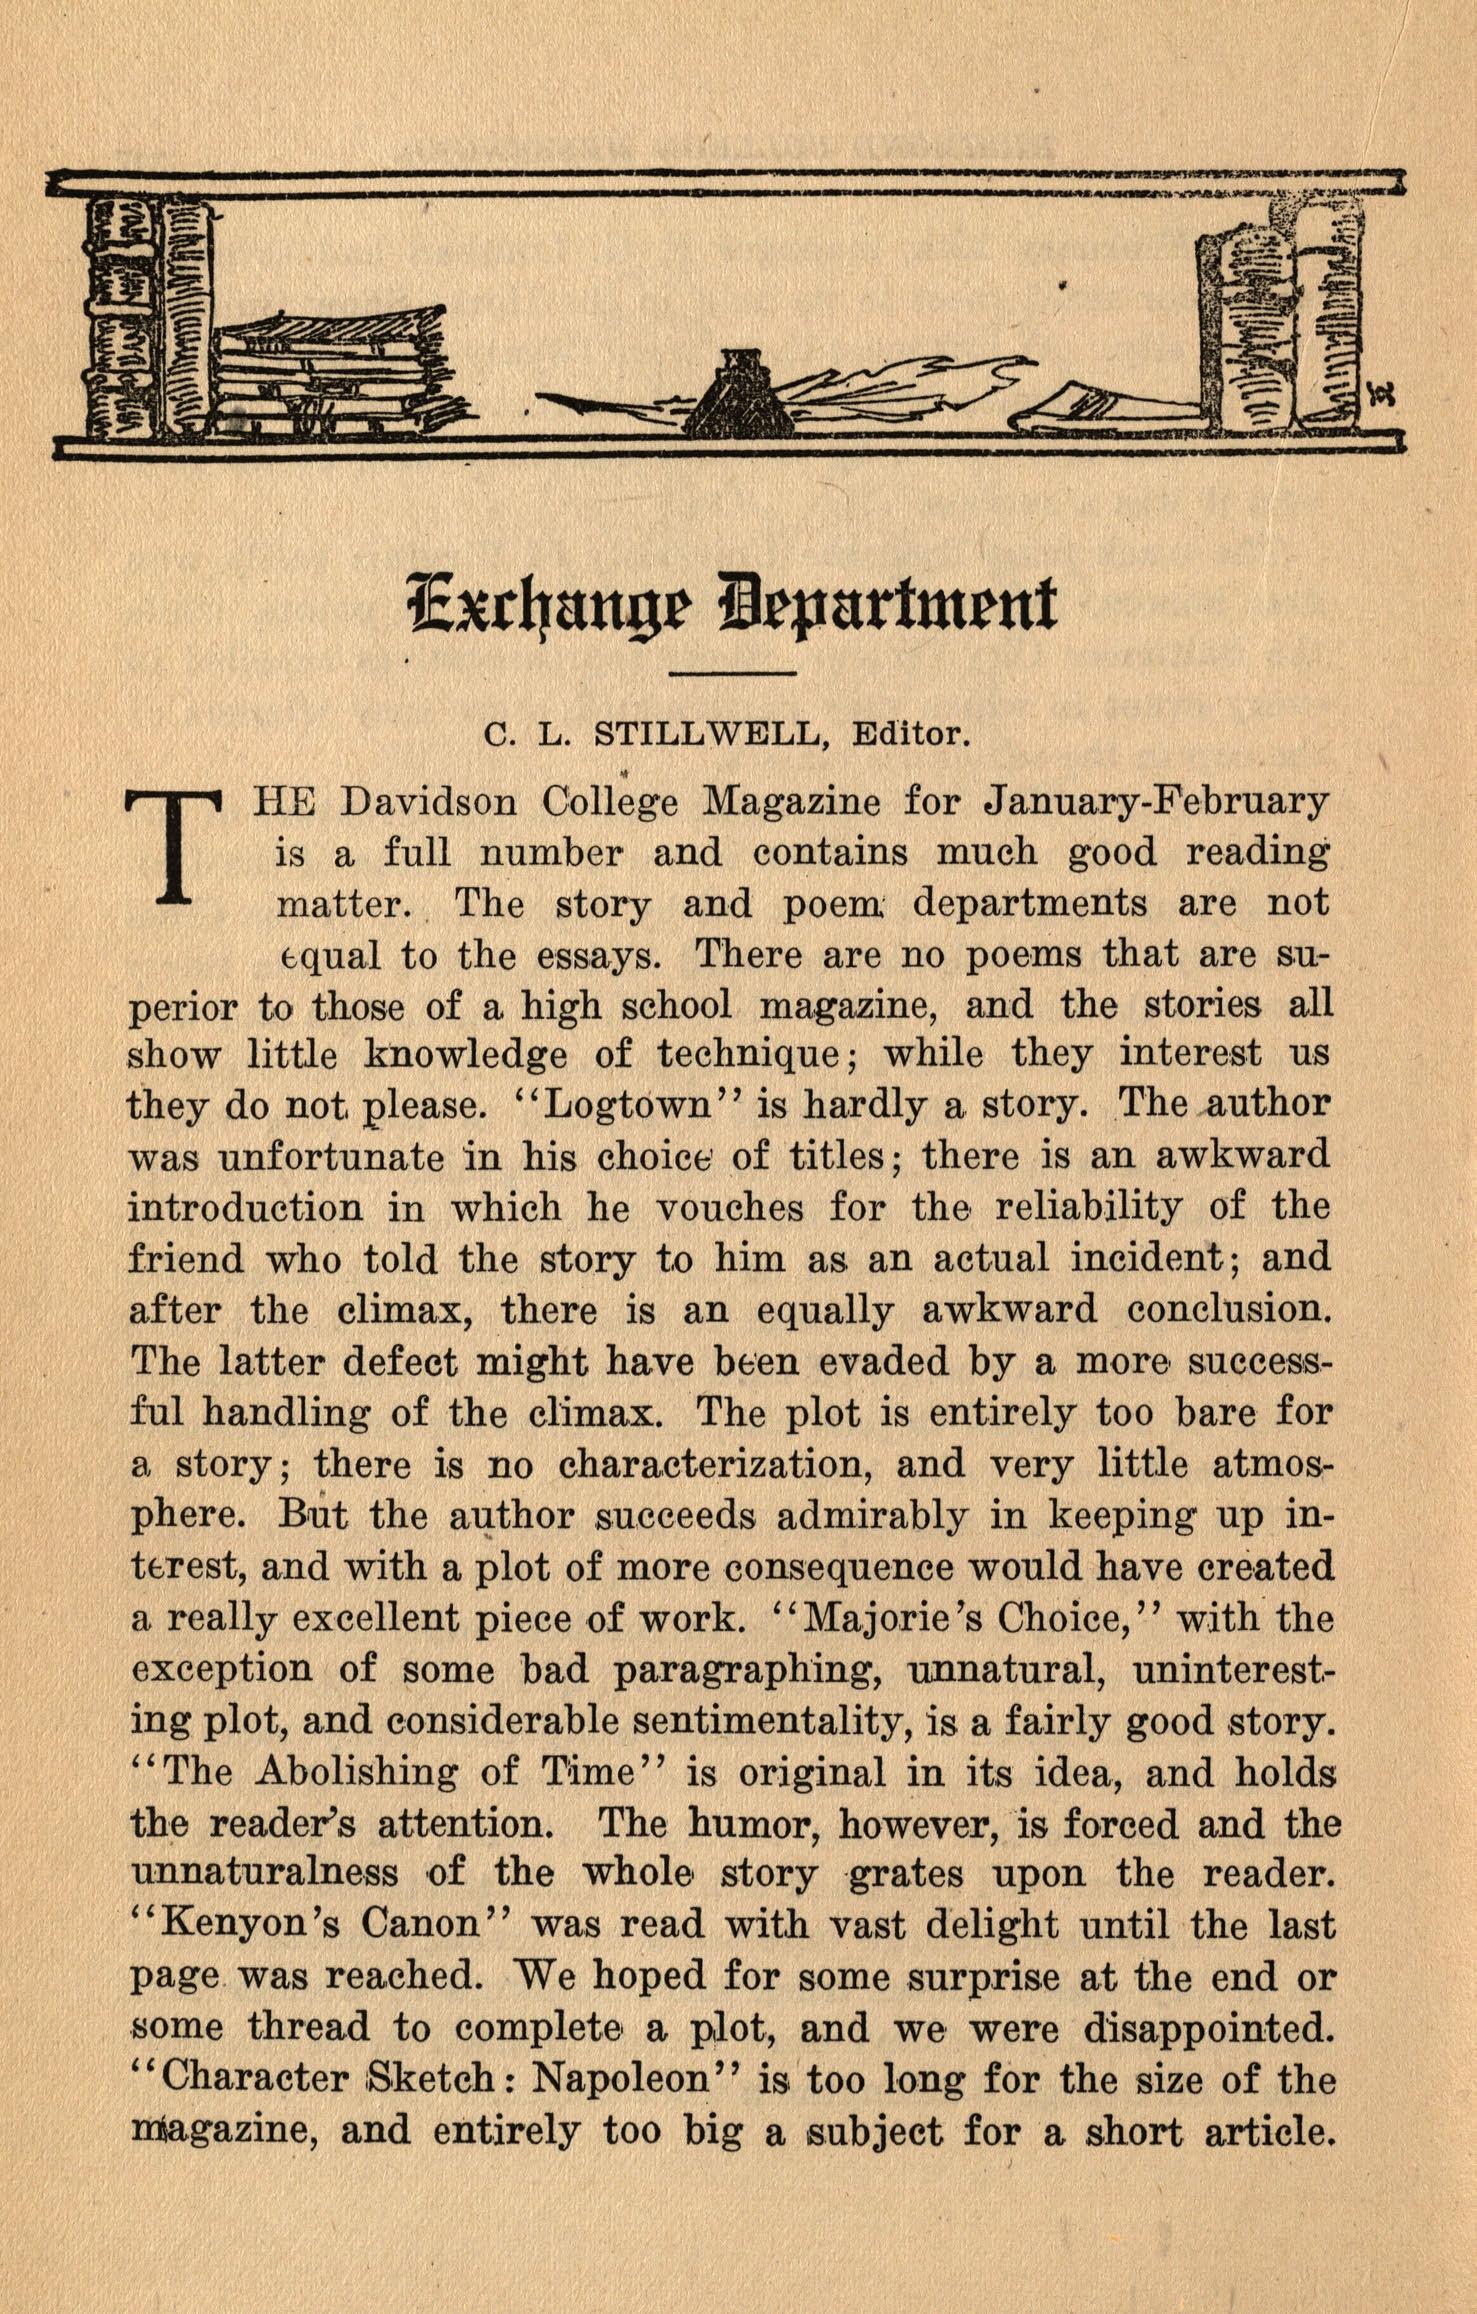 Exchange Department
C. L. STILLWELL, Editor.
THE Davidson College Magazine for January-February
is a full number and contains much good reading
matter. The story and poem departments are not
equal to the essays. There are no poems that are su-
perior to those of a high school magazine, and the stories all
show little knowledge of technique; while they interest us
they do not please. "Logtown" is hardly a story. The author
was unfortunate in his choice of titles; there is an awkward
introduction in which he vouches for the reliability of the
friend who told the story to him as an actual incident; and
after the climax, there is an equally awkward conclusion.
The latter defect might have been evaded by a more success-
ful handling of the climax. The plot is entirely too bare for
a story; there is no characterization, and very little atmos-
phere. But the author succeeds admirably in keeping up in-
terest, and with a plot of more consequence would have created
a really excellent piece of work. "Majorie's Choice," with the
exception of some bad paragraphing, unnatural, uninterest-
ing plot, and considerable sentimentality, is a fairly good story.
"The Abolishing of Time" is original in its idea, and holds
the reader's attention. The humor, however, is forced and the
unnaturalness of the whole story grates upon the reader.
"Kenyon's Canon" was read with vast delight until the last
page was reached. We hoped for some surprise at the end or
some thread to complete a plot, and we were disappointed.
"Character Sketch: Napoleon" is too long for the size of the
magazine, and entirely too big a subject for a short article.